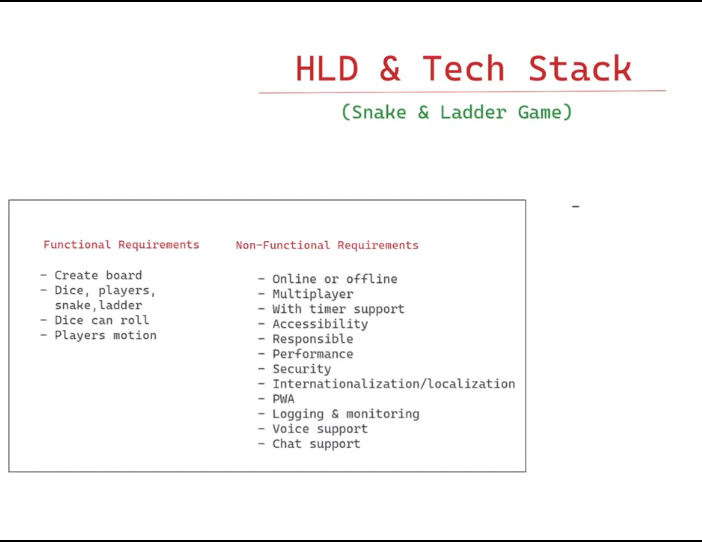 HLD & Tech Stack
(Snake & Ladder Game)
Functional Requirements
- Create board
- Dice, players,
snake,ladder
- Dice can roll
- Players motion
Non-Functional Requirements
- Online or offline
- Multiplayer
- With timer support
- Accessibility
- Responsible
- Performance
- Security
- Internationalization/localization
- PWA
- Logging & monitoring
- Voice support
- Chat support
-